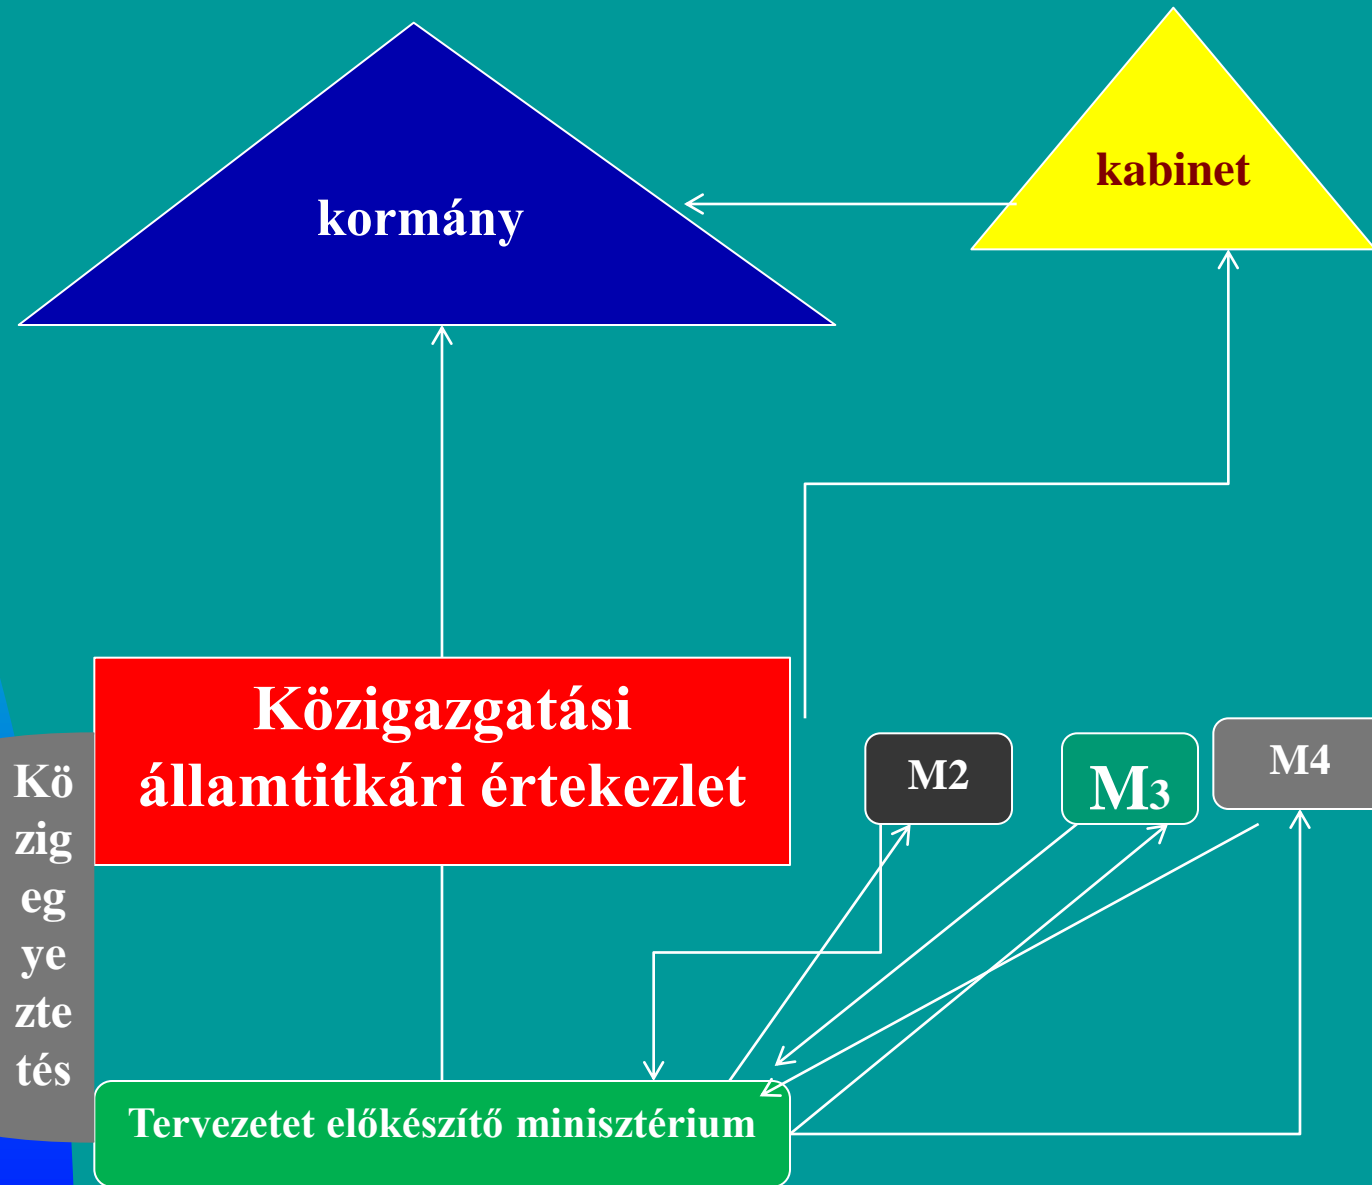 kabinet
kormány
Közigazgatási
államtitkári értekezlet
M2
M3
M4
Kö
zig
eg
ye
zte
tés
Tervezetet előkészítő minisztérium